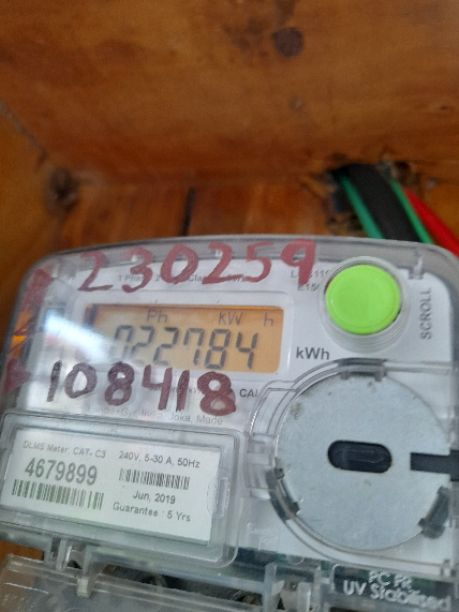 230259
SCROLL
Ph kW h
022784
kWh
108418
CAL
DLMS Meter, CAT- C3 240V, 5-30 A, 50Hz
4679899
Jun, 2019
Guarantee : 5 Yrs
UV Stabilised